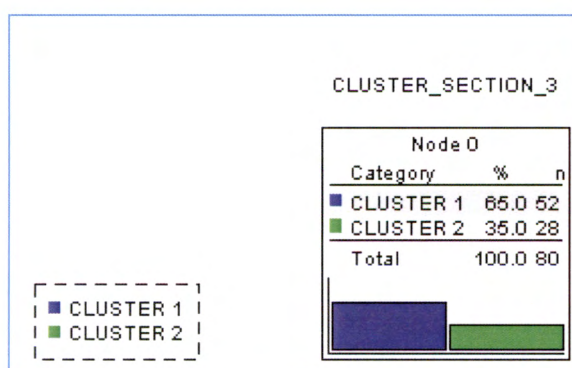 CLUSTER_SECTION_3
Node 0
Category % n
CLUSTER 1 65.0 52
CLUSTER 2 35.0 28
Total 100.0 80
CLUSTER 1
CLUSTER 2